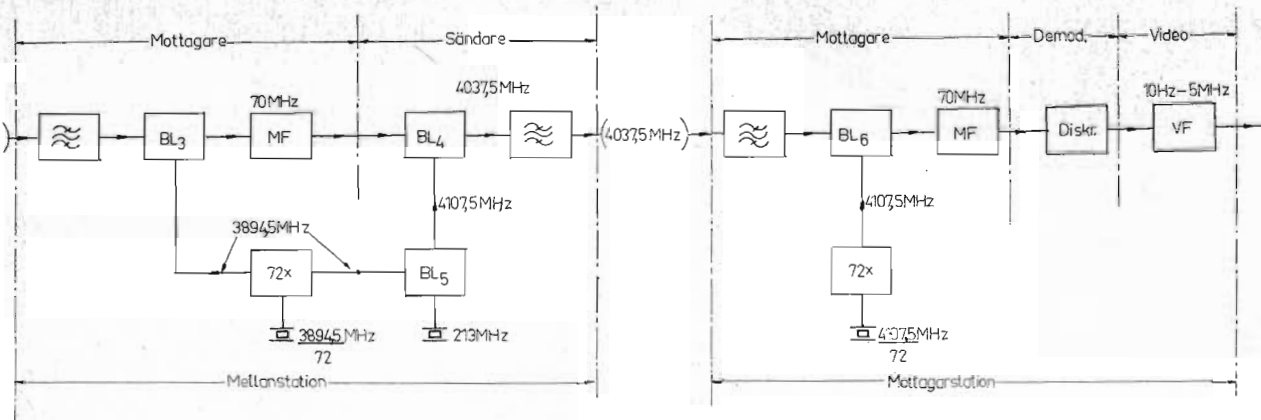 Mottagare
Sändare
Mottagare
Demod.
Video
70MHz
4037,5MHz
70MHz
10Hz-5MHz
)
BL3
MF
BL4
(4037,5MHz)
BL6
MF
Diskr.
VF
4107,5MHz
4107,5MHz
3894,5MHz
72x
BL5
72x
3894,5 MHz
72
213MHz
4107,5MHz
72
Mellanstation
Mottagarstation